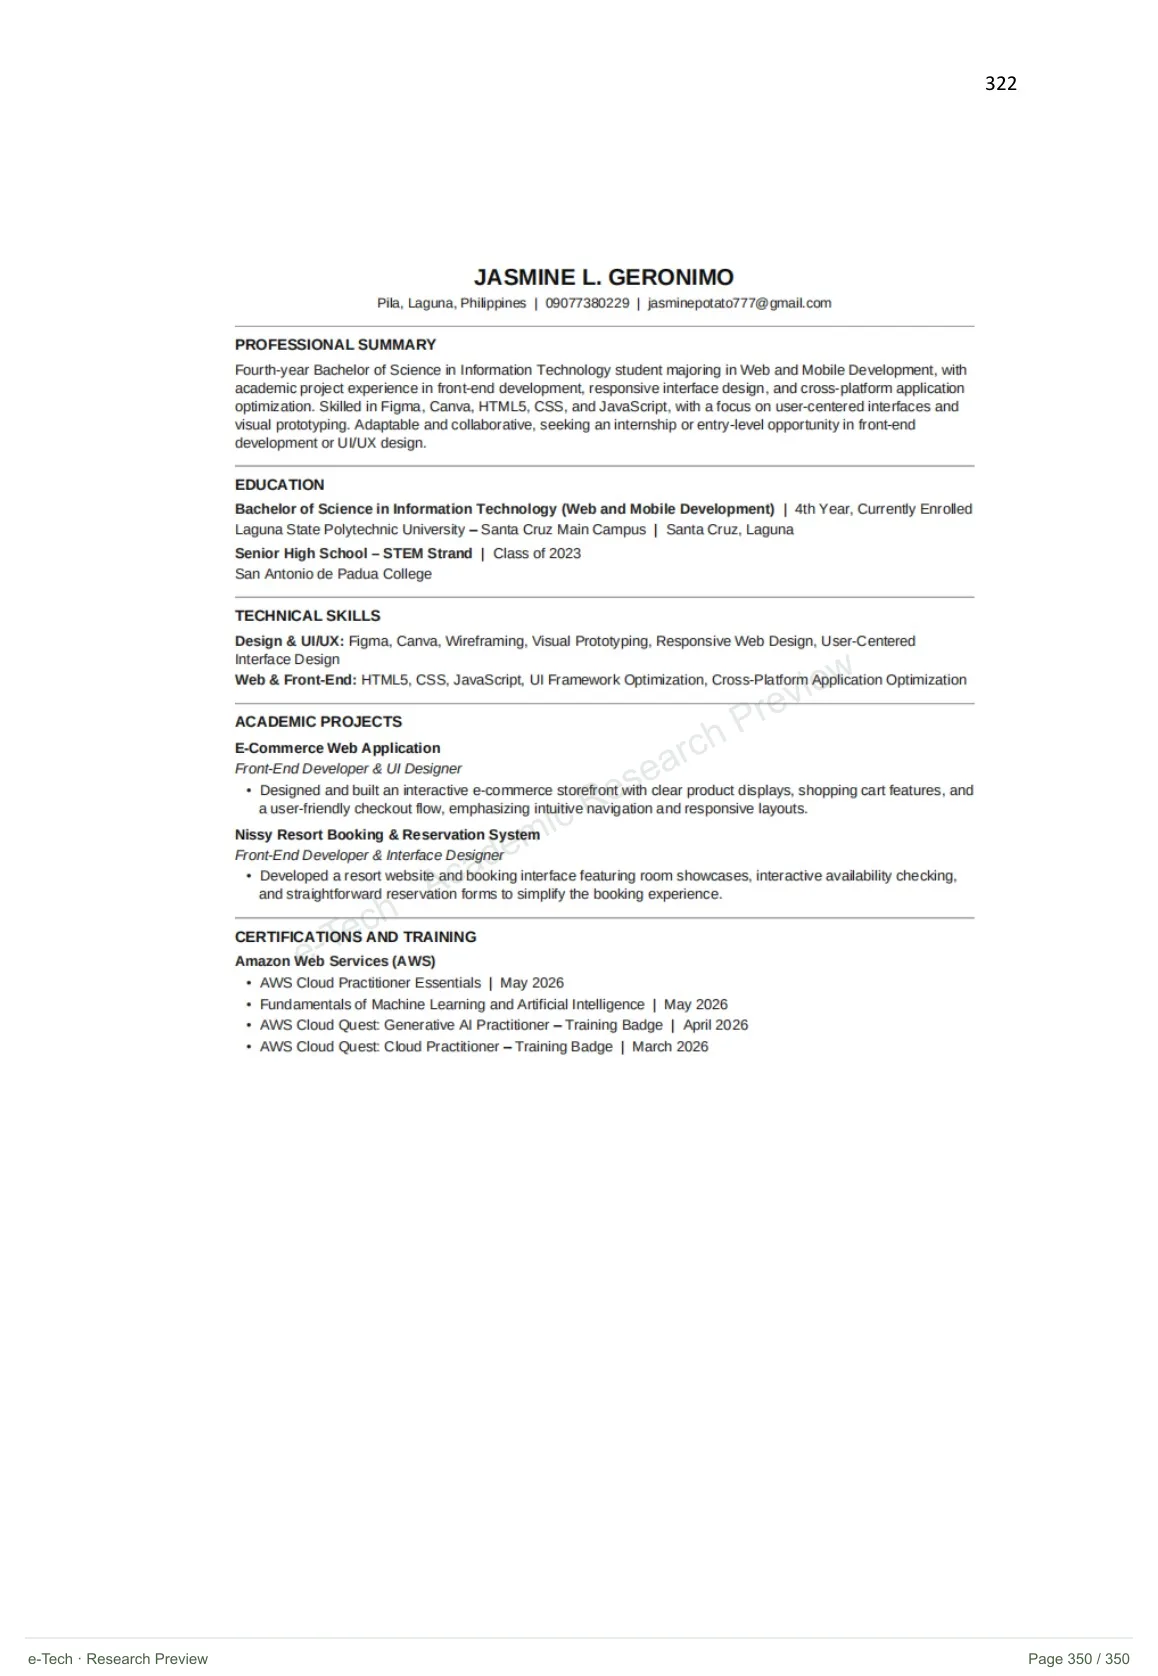 322
JASMINE L. GERONIMO
Pila, Laguna, Philippines | 09077380229 | jasminepotato777@gmail.com
PROFESSIONAL SUMMARY
Fourth-year Bachelor of Science in Information Technology student majoring in Web and Mobile Development, with
academic project experience in front-end development, responsive interface design, and cross-platform application
optimization. Skilled in Figma, Canva, HTML5, CSS, and JavaScript, with a focus on user-centered interfaces and
visual prototyping. Adaptable and collaborative, seeking an internship or entry-level opportunity in front-end
development or UI/UX design.
EDUCATION
Bachelor of Science in Information Technology (Web and Mobile Development) | 4th Year, Currently Enrolled
Laguna State Polytechnic University – Santa Cruz Main Campus | Santa Cruz, Laguna
Senior High School – STEM Strand | Class of 2023
San Antonio de Padua College
TECHNICAL SKILLS
Design & UI/UX: Figma, Canva, Wireframing, Visual Prototyping, Responsive Web Design, User-Centered
Interface Design
Web & Front-End: HTML5, CSS, JavaScript, UI Framework Optimization, Cross-Platform Application Optimization
ACADEMIC PROJECTS
E-Commerce Web Application
Front-End Developer & UI Designer
• Designed and built an interactive e-commerce storefront with clear product displays, shopping cart features, and
a user-friendly checkout flow, emphasizing intuitive navigation and responsive layouts.
Nissy Resort Booking & Reservation System
Front-End Developer & Interface Designer
• Developed a resort website and booking interface featuring room showcases, interactive availability checking,
and straightforward reservation forms to simplify the booking experience.
CERTIFICATIONS AND TRAINING
Amazon Web Services (AWS)
• AWS Cloud Practitioner Essentials | May 2026
• Fundamentals of Machine Learning and Artificial Intelligence | May 2026
• AWS Cloud Quest: Generative AI Practitioner – Training Badge | April 2026
• AWS Cloud Quest: Cloud Practitioner – Training Badge | March 2026
e-Tech · Academic Research Preview
e-Tech · Research Preview
Page 350 / 350